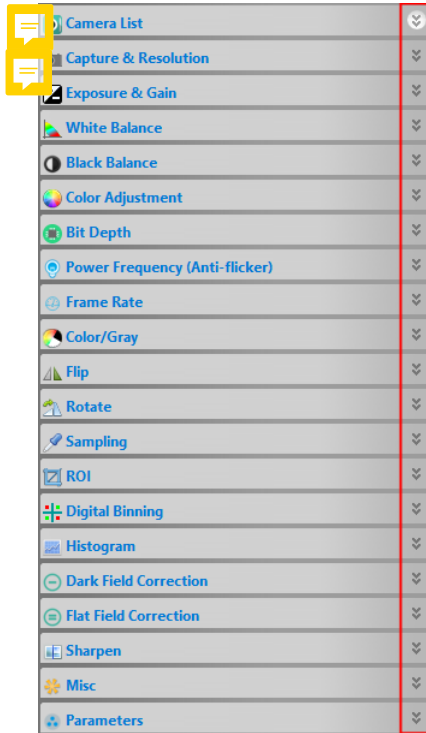 Camera List
Capture & Resolution
Exposure & Gain
White Balance
Black Balance
Color Adjustment
Bit Depth
Power Frequency (Anti-flicker)
Frame Rate
Color/Gray
Flip
Rotate
Sampling
ROI
Digital Binning
Histogram
Dark Field Correction
Flat Field Correction
Sharpen
Misc
Parameters